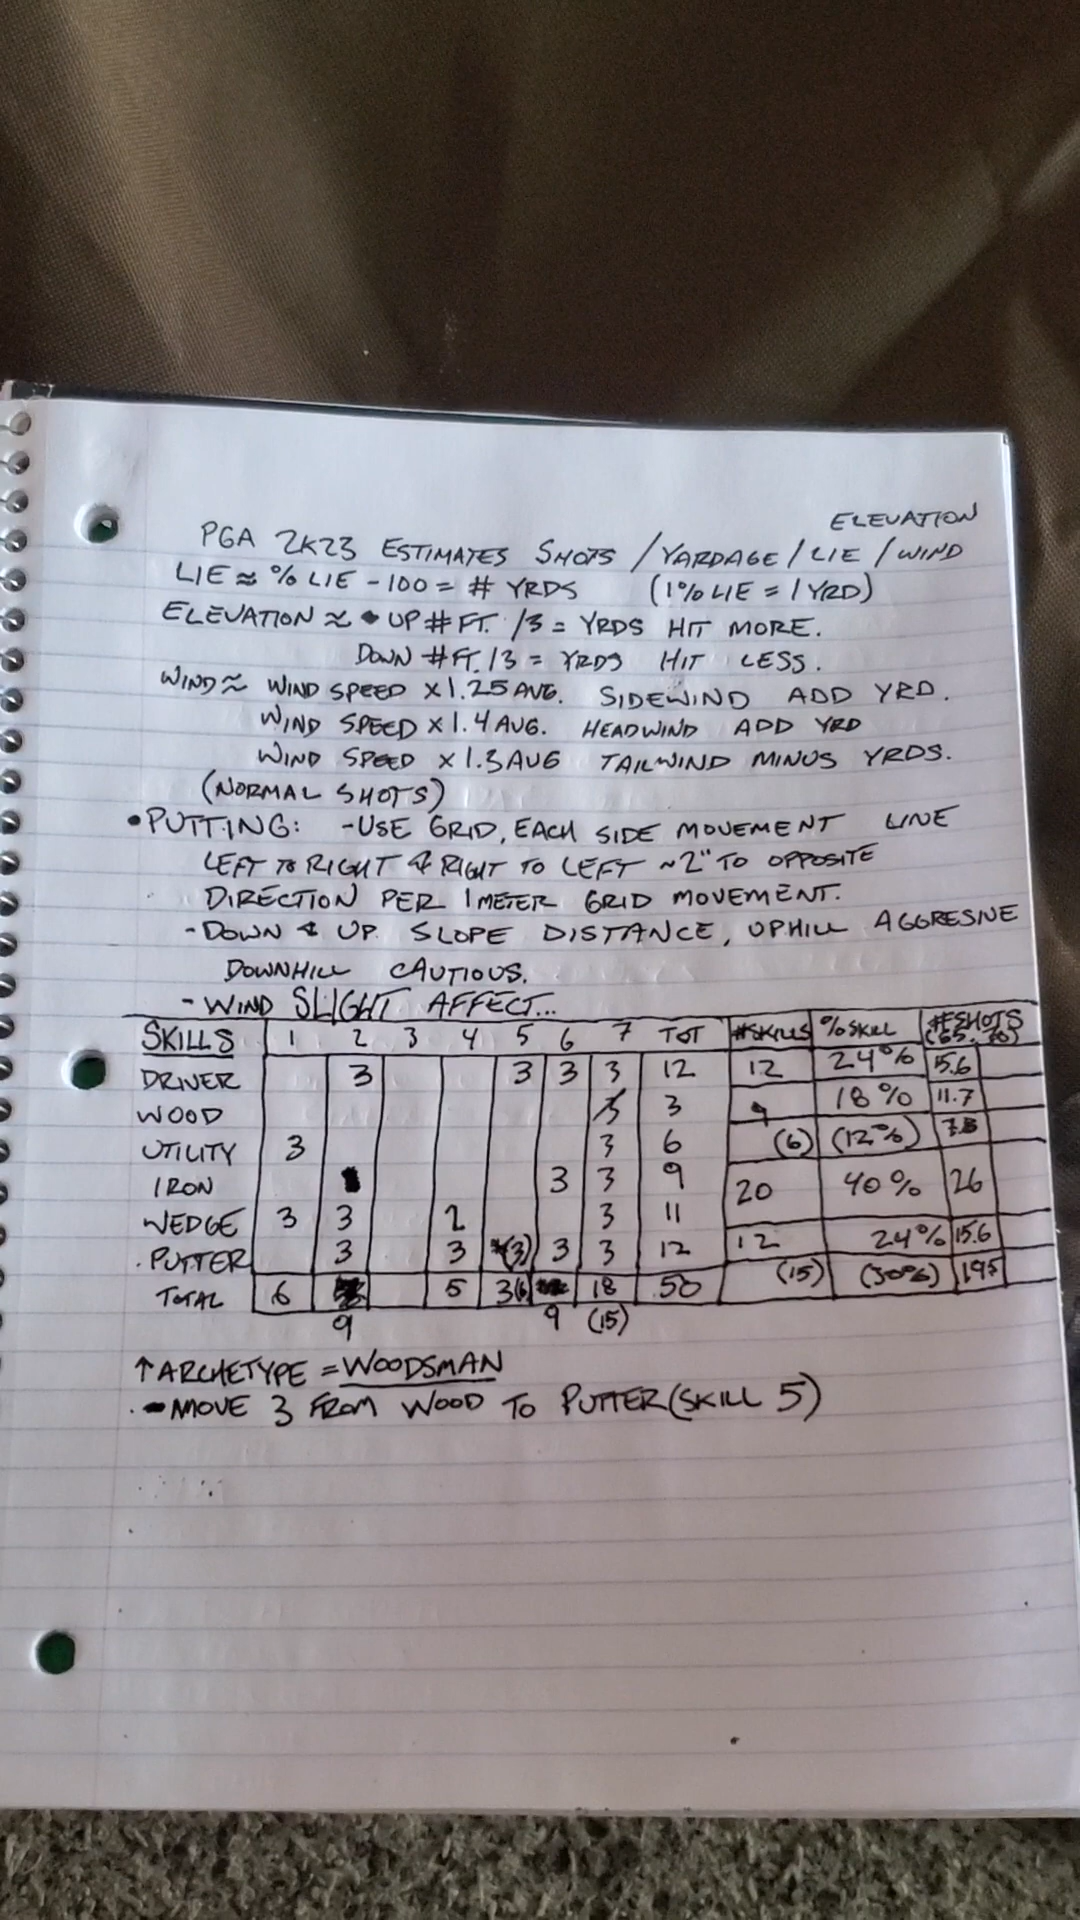 ELEVATION
PGA 2K23 ESTIMATES SHOTS / YARDAGE / LIE / WIND
LIE ≈ % LIE - 100 = # YRDS (1% LIE = 1 YRD)
ELEVATION ≈ • UP # FT. /3 = YRDS HIT MORE.
DOWN # FT. /3 = YRDS HIT LESS.
WIND ≈ WIND SPEED X 1.25 AVG. SIDEWIND ADD YRD.
WIND SPEED X 1.4 AVG. HEADWIND ADD YRD
WIND SPEED X 1.3 AVG TAILWIND MINUS YRDS.
(NORMAL SHOTS)
• PUTTING: - USE GRID, EACH SIDE MOVEMENT LINE
LEFT TO RIGHT & RIGHT TO LEFT ~2" TO OPPOSITE
DIRECTION PER 1 METER GRID MOVEMENT.
- DOWN & UP SLOPE DISTANCE, UPHILL AGGRESIVE
DOWNHILL CAUTIOUS.
- WIND SLIGHT AFFECT...
SKILLS 1 2 3 4 5 6 7 TOT #SKILLS %SKILL #SHOTS
DRIVER 3 3 3 3 12 12 24% 15.6
WOOD 3 3 9 18% 11.7
UTILITY 3 3 6 (6) (12%) 7.8
IRON 3 3 9 20 40% 26
WEDGE 3 3 2 3 11
PUTTER 3 3 (3) 3 3 12 12 24% 15.6
(15) (30%) 19.5
TOTAL 6 5 3 18 50
9 9 (15)
↑ ARCHETYPE = WOODSMAN
- MOVE 3 FROM WOOD TO PUTTER (SKILL 5)